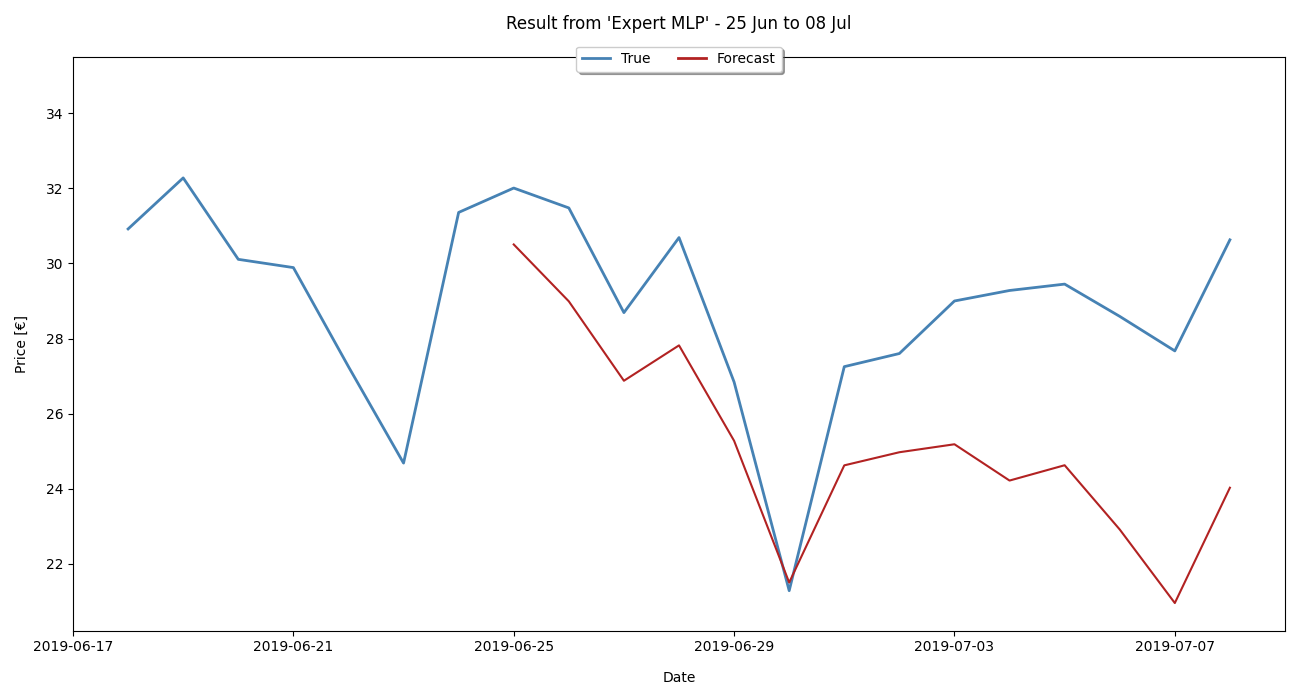 Result from 'Expert MLP' - 25 Jun to 08 Jul
True Forecast
34
32
30
28
26
24
22
Price [€]
2019-06-17 2019-06-21 2019-06-25 2019-06-29 2019-07-03 2019-07-07
Date